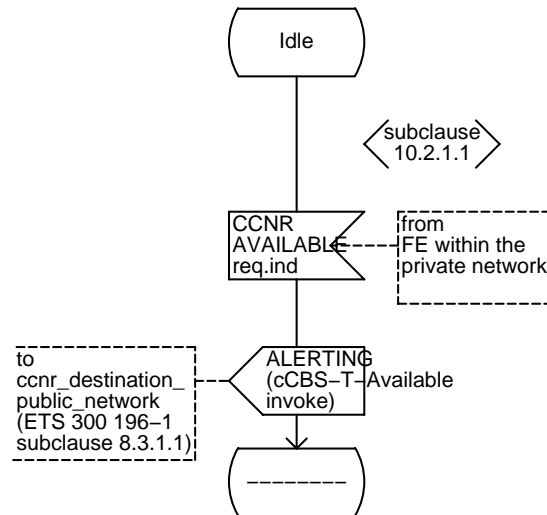 Idle
subclause
10.2.1.1
CCNR
AVAILABLE
req.ind
from
FE within the
private network
to
ccnr_destination_
public_network
(ETS 300 196−1
subclause 8.3.1.1)
ALERTING
(cCBS−T−Available
invoke)